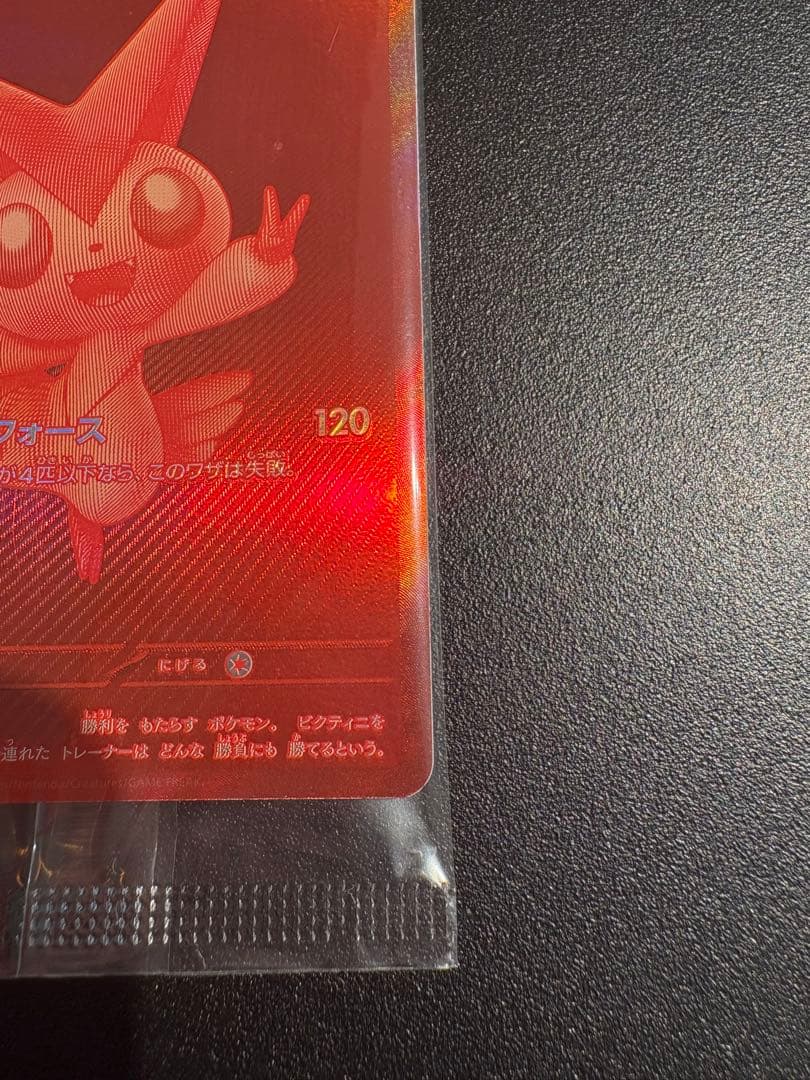 フォース 120
が4匹以下なら、このワザは失敗。
にげる
勝利を もたらす ポケモン。 ビクティニを
連れた トレーナーは どんな 勝負にも 勝てるという。
Nintendo/Creatures/GAME FREAK